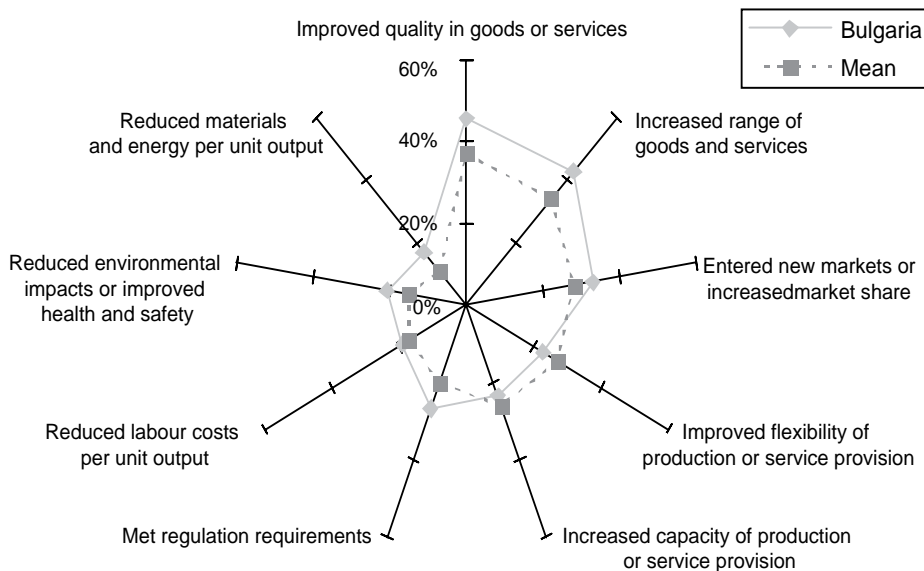 Bulgaria
Mean
Improved quality in goods or services
60%
40%
20%
0%
Increased range of
goods and services
Entered new markets or
increasedmarket share
Improved flexibility of
production or service provision
Increased capacity of production
or service provision
Met regulation requirements
Reduced labour costs
per unit output
Reduced environmental
impacts or improved
health and safety
Reduced materials
and energy per unit output